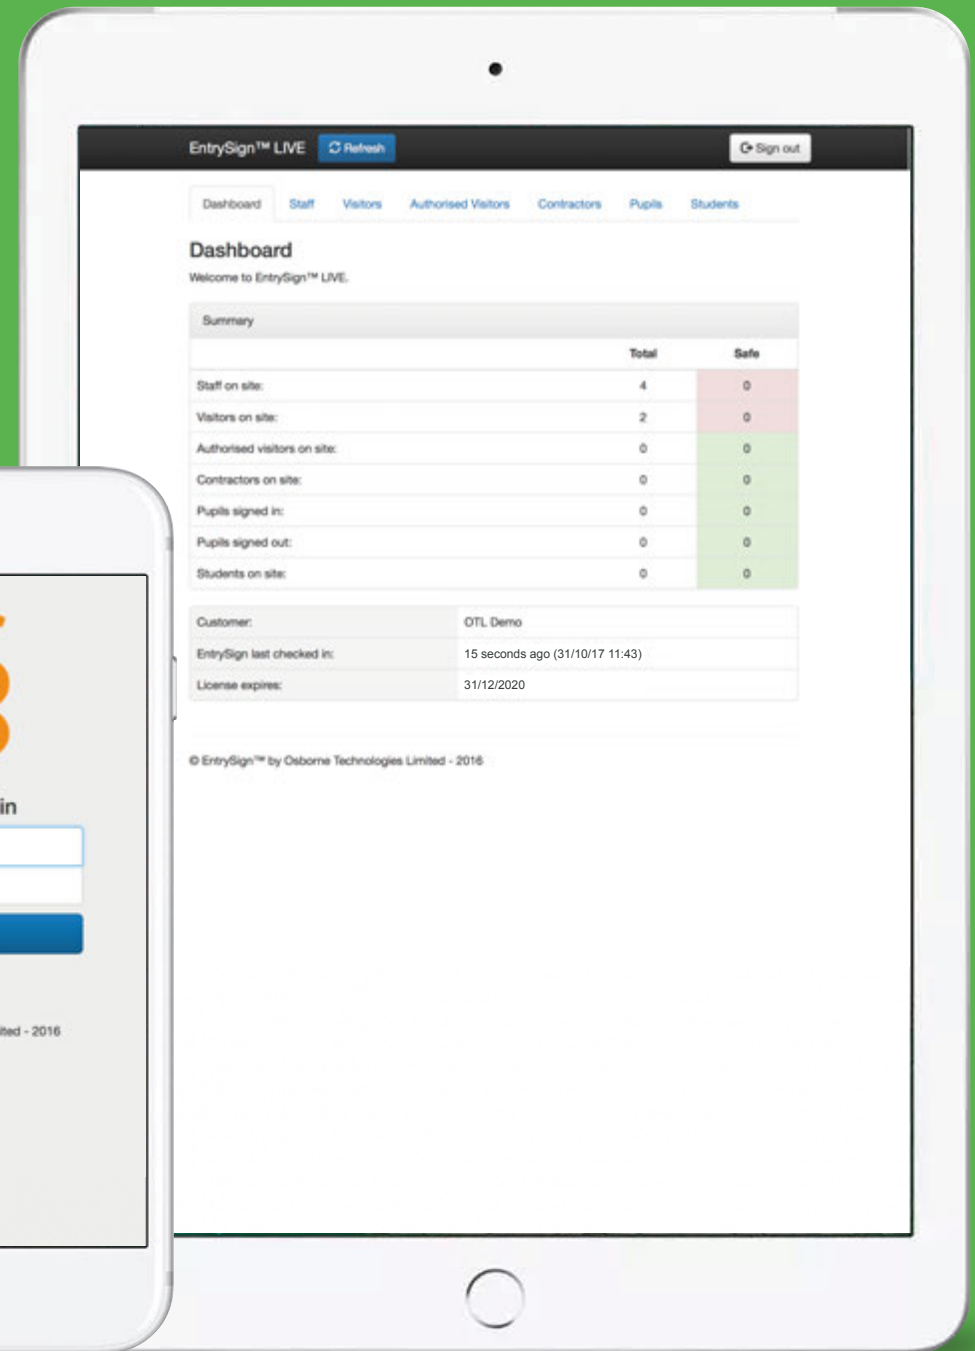 EntrySign™ LIVE Refresh Sign out
Dashboard Staff Visitors Authorised Visitors Contractors Pupils Students
Dashboard
Welcome to EntrySign™ LIVE.
Summary
Total Safe
Staff on site: 4 0
Visitors on site: 2 0
Authorised visitors on site: 0 0
Contractors on site: 0 0
Pupils signed in: 0 0
Pupils signed out: 0 0
Students on site: 0 0
Customer: OTL Demo
EntrySign last checked in: 15 seconds ago (31/10/17 11:43)
License expires: 31/12/2020
© EntrySign™ by Osborne Technologies Limited - 2016
in
ited - 2016